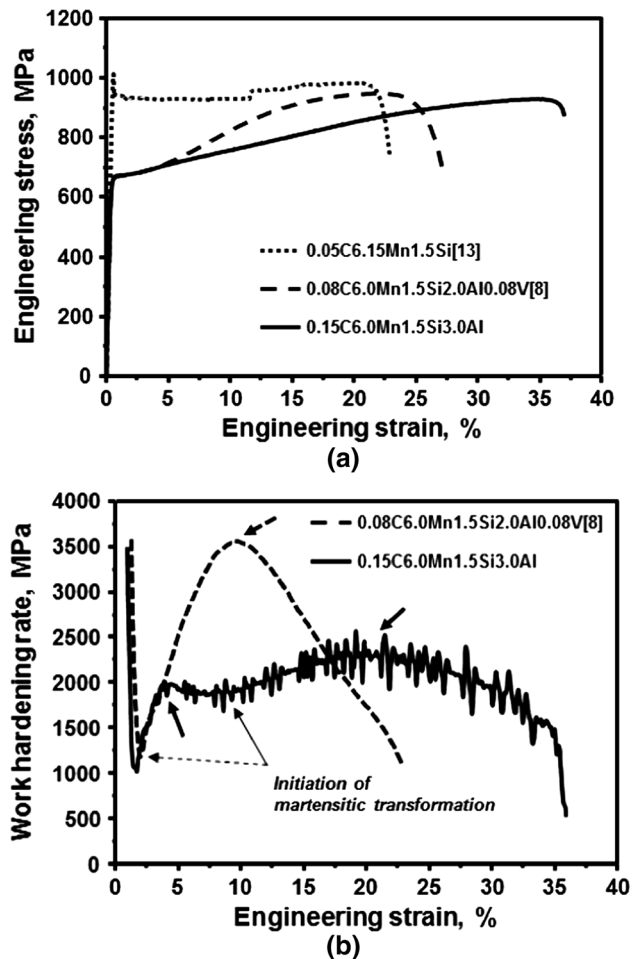 1200
1000
800
600
400
200
0
Engineering stress, MPa
0.05C6.15Mn1.5Si[13]
0.08C6.0Mn1.5Si2.0Al0.08V[8]
0.15C6.0Mn1.5Si3.0Al
0 5 10 15 20 25 30 35 40
Engineering strain, %
(a)
4000
3500
3000
2500
2000
1500
1000
500
0
Work hardening rate, MPa
0.08C6.0Mn1.5Si2.0Al0.08V[8]
0.15C6.0Mn1.5Si3.0Al
Initiation of
martensitic transformation
0 5 10 15 20 25 30 35 40
Engineering strain, %
(b)